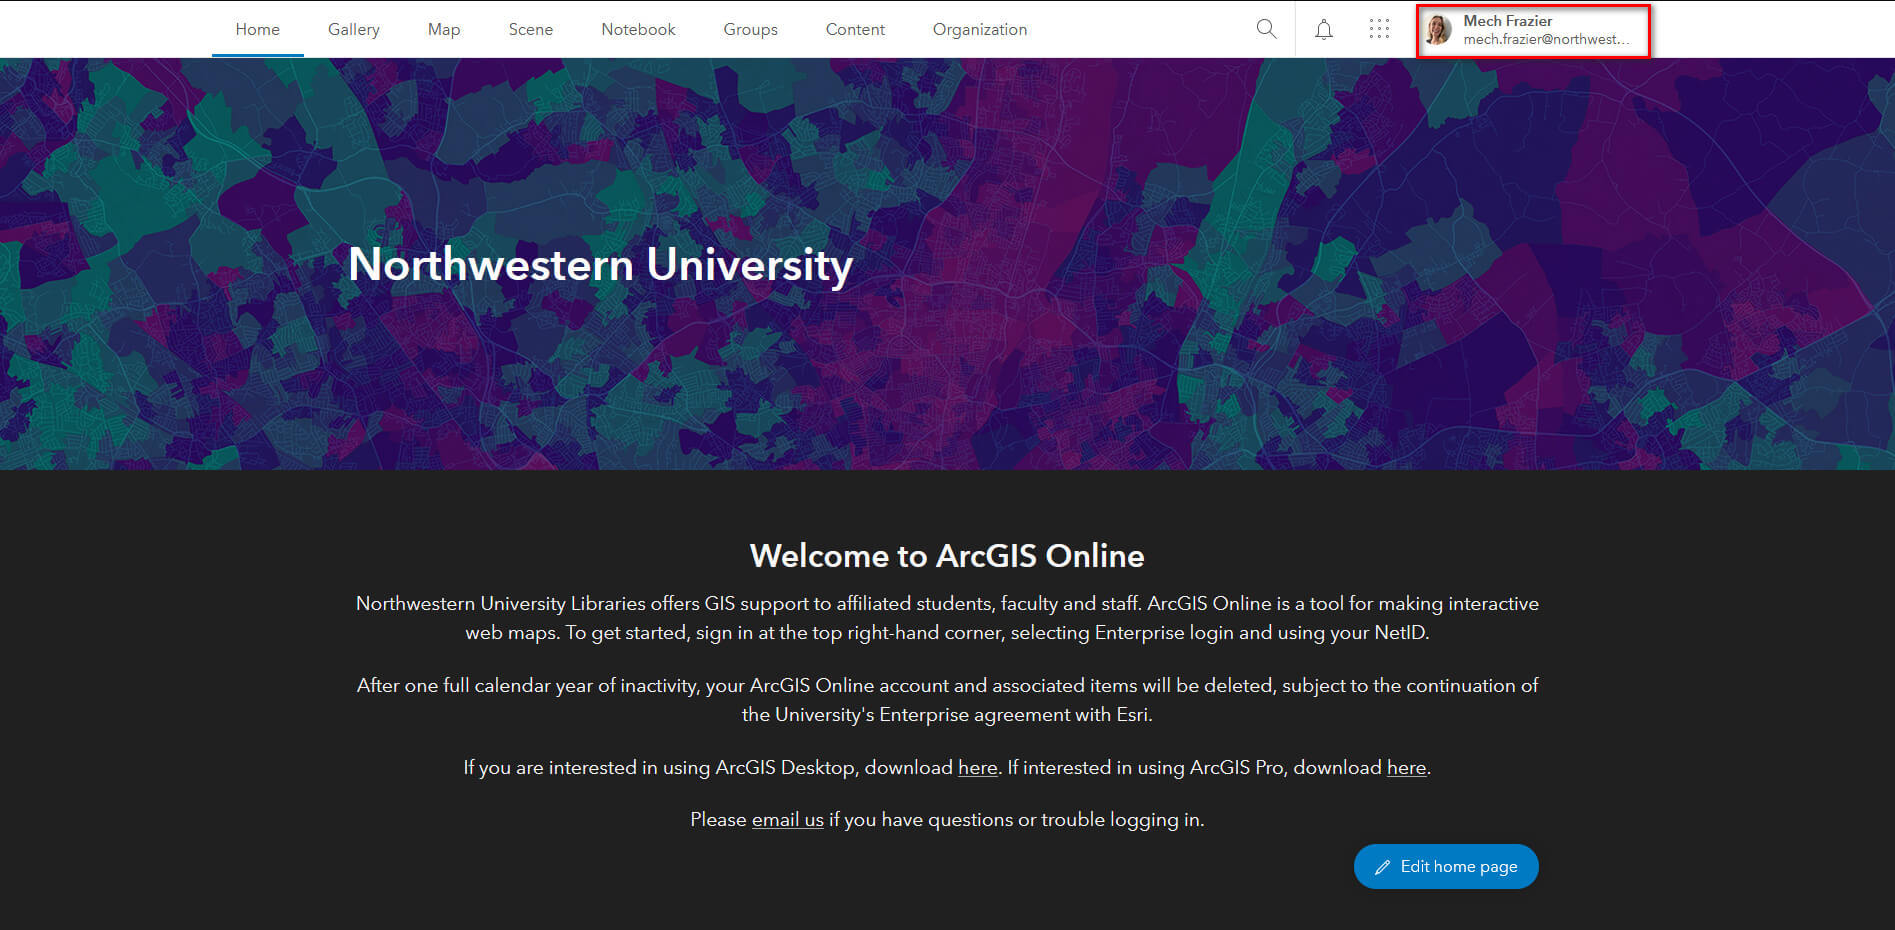 Home Gallery Map Scene Notebook Groups Content Organization
Mech Frazier
mech.frazier@northwest...
Northwestern University
Welcome to ArcGIS Online
Northwestern University Libraries offers GIS support to affiliated students, faculty and staff. ArcGIS Online is a tool for making interactive
web maps. To get started, sign in at the top right-hand corner, selecting Enterprise login and using your NetID.
After one full calendar year of inactivity, your ArcGIS Online account and associated items will be deleted, subject to the continuation of
the University's Enterprise agreement with Esri.
If you are interested in using ArcGIS Desktop, download here. If interested in using ArcGIS Pro, download here.
Please email us if you have questions or trouble logging in.
Edit home page